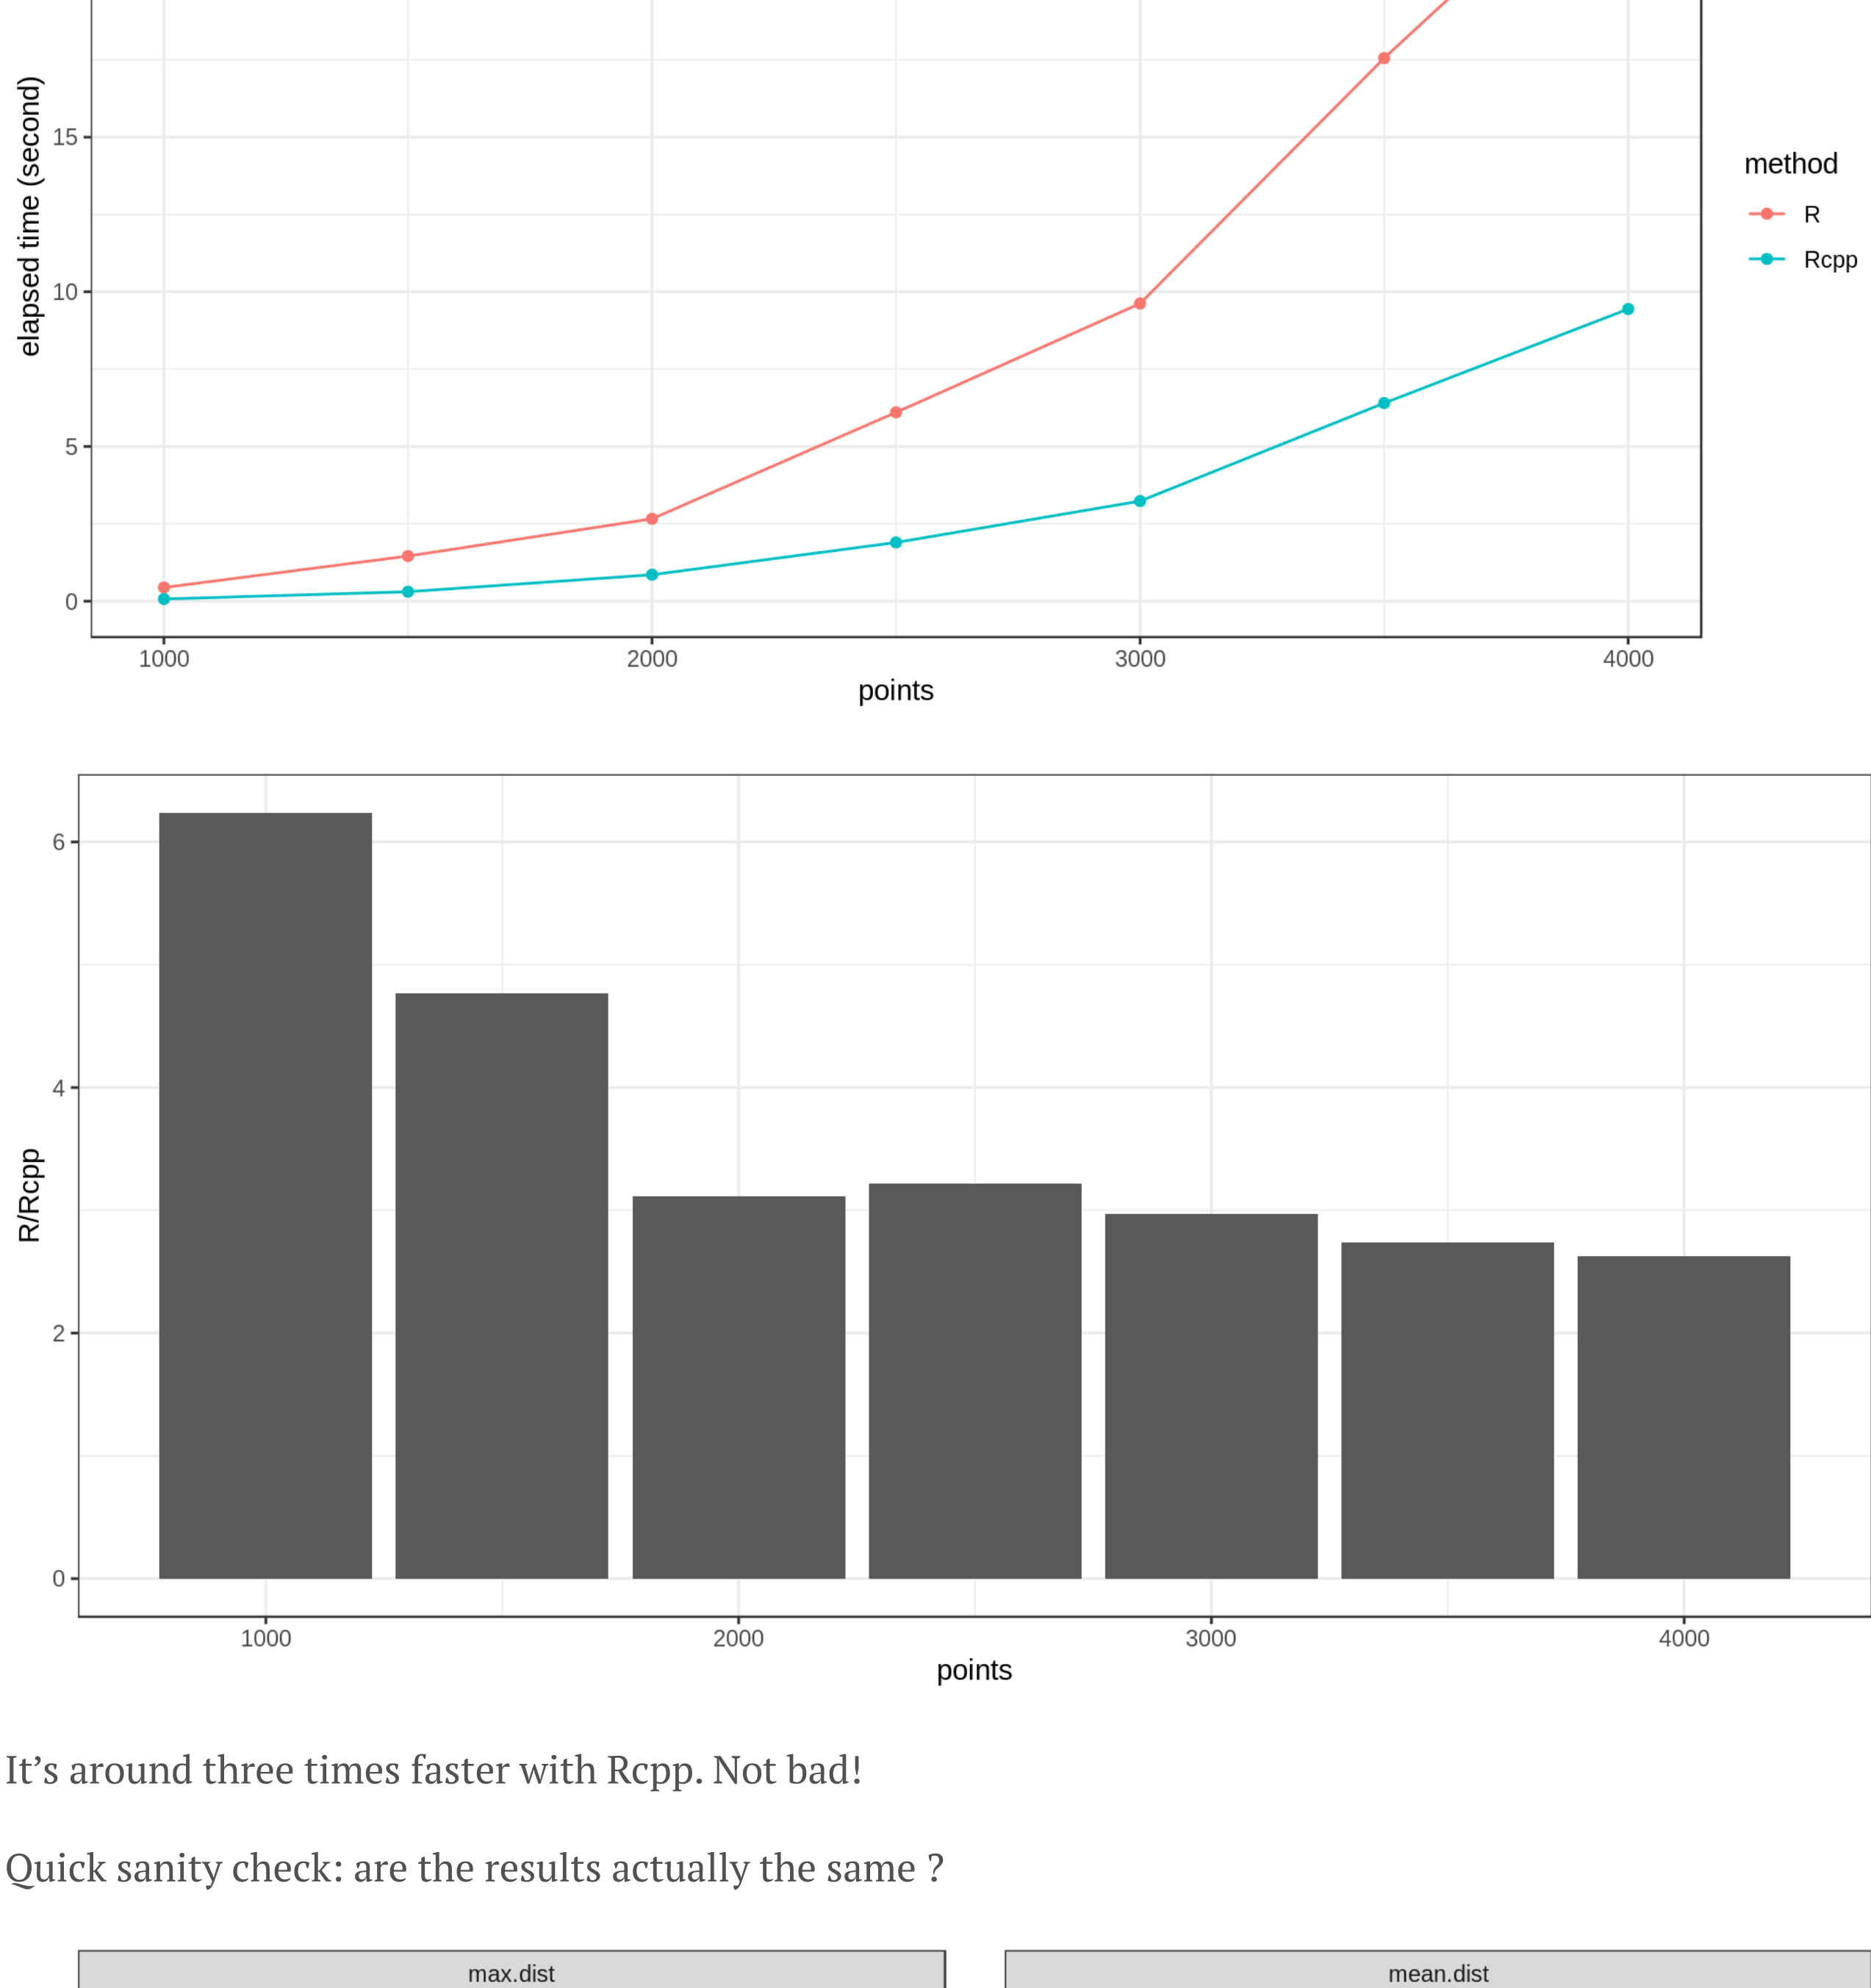 elapsed time (second)
15
10
5
0
1000 2000 3000 4000
points
method
R
Rcpp
R/Rcpp
6
4
2
0
1000 2000 3000 4000
points
It’s around three times faster with Rcpp. Not bad!
Quick sanity check: are the results actually the same ?
max.dist mean.dist